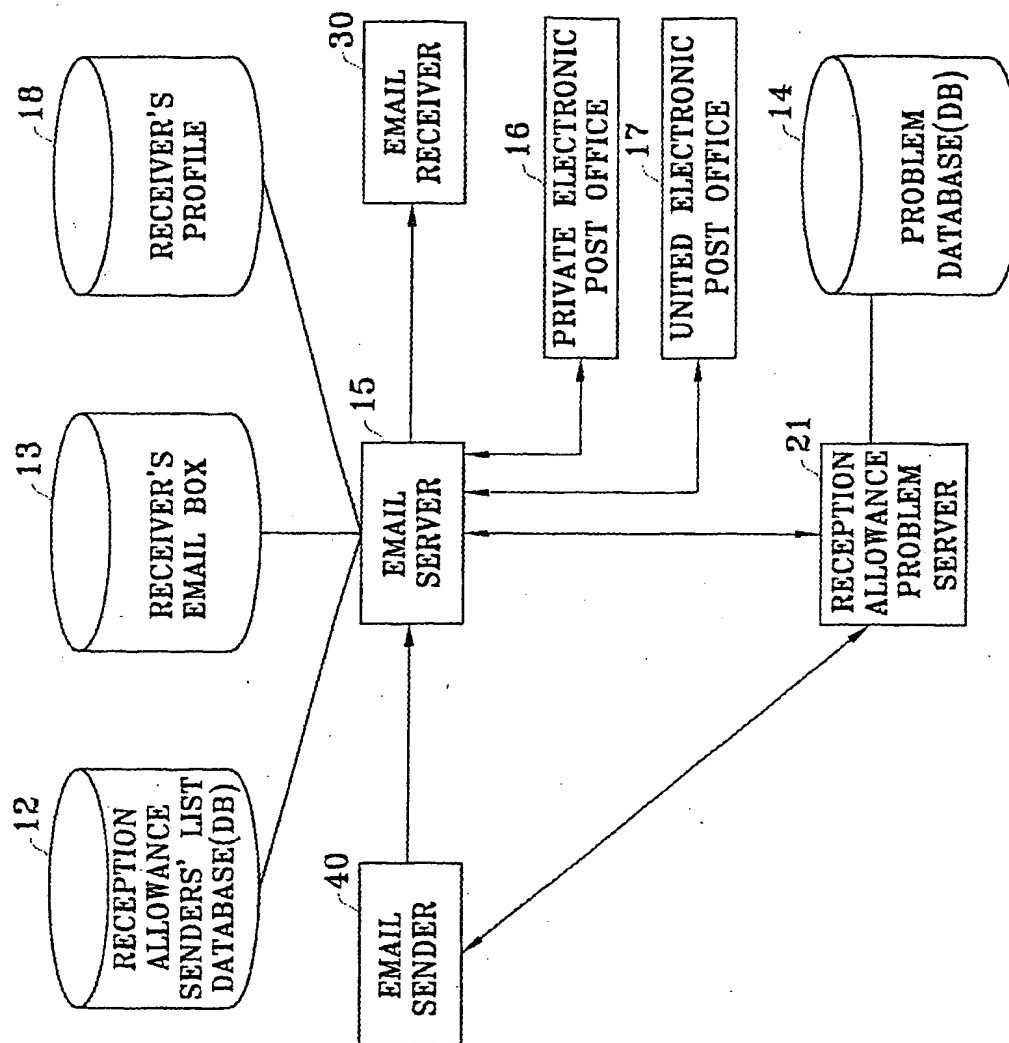 12
RECEPTION
ALLOWANCE
SENDERS' LIST
DATABASE(DB)
13
RECEIVER'S
EMAIL BOX
18
RECEIVER'S
PROFILE
40
EMAIL
SENDER
15
EMAIL
SERVER
30
EMAIL
RECEIVER
16
PRIVATE ELECTRONIC
POST OFFICE
17
UNITED ELECTRONIC
POST OFFICE
21
RECEPTION
ALLOWANCE
PROBLEM
SERVER
14
PROBLEM
DATABASE(DB)